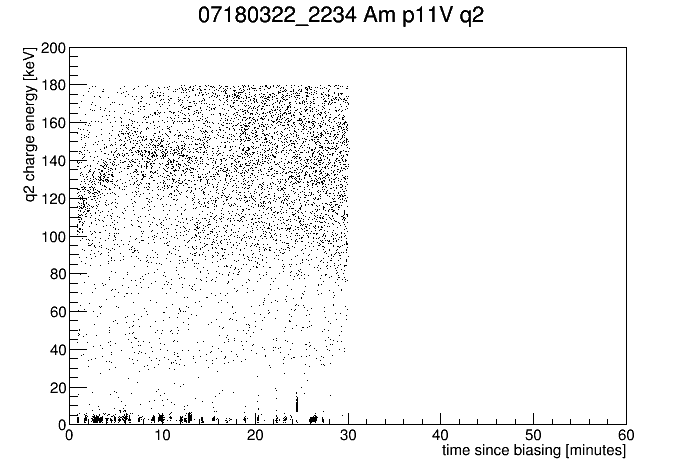 07180322_2234 Am p11V q2
q2 charge energy [keV]
200
180
160
140
120
100
80
60
40
20
0
0 10 20 30 40 50 60
time since biasing [minutes]